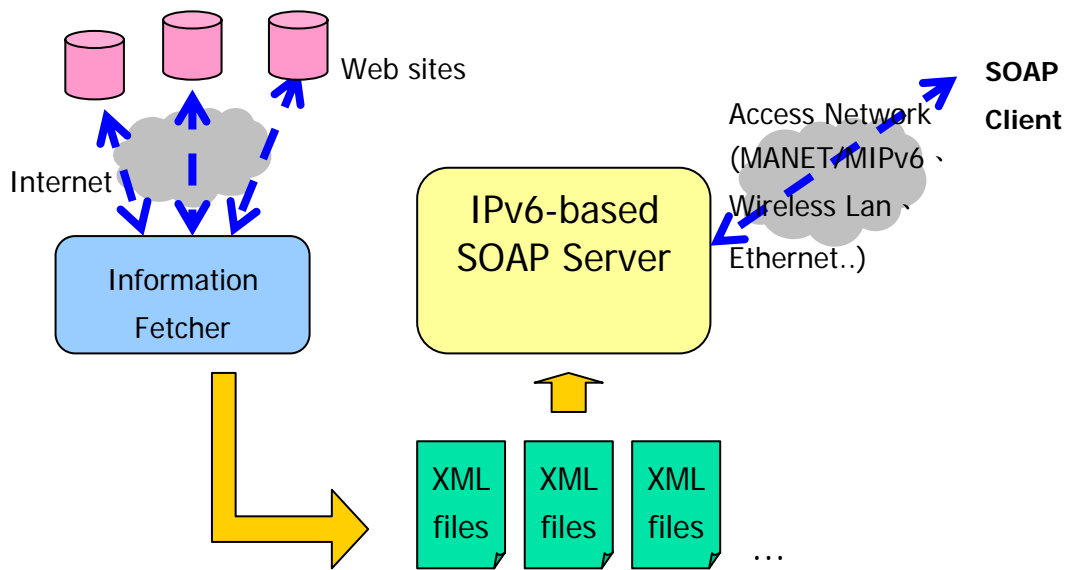 Web sites
Internet
Information
Fetcher
IPv6-based
SOAP Server
Access Network
(MANET/MIPv6、
Wireless Lan、
Ethernet..)
SOAP
Client
XML
files
XML
files
XML
files
…